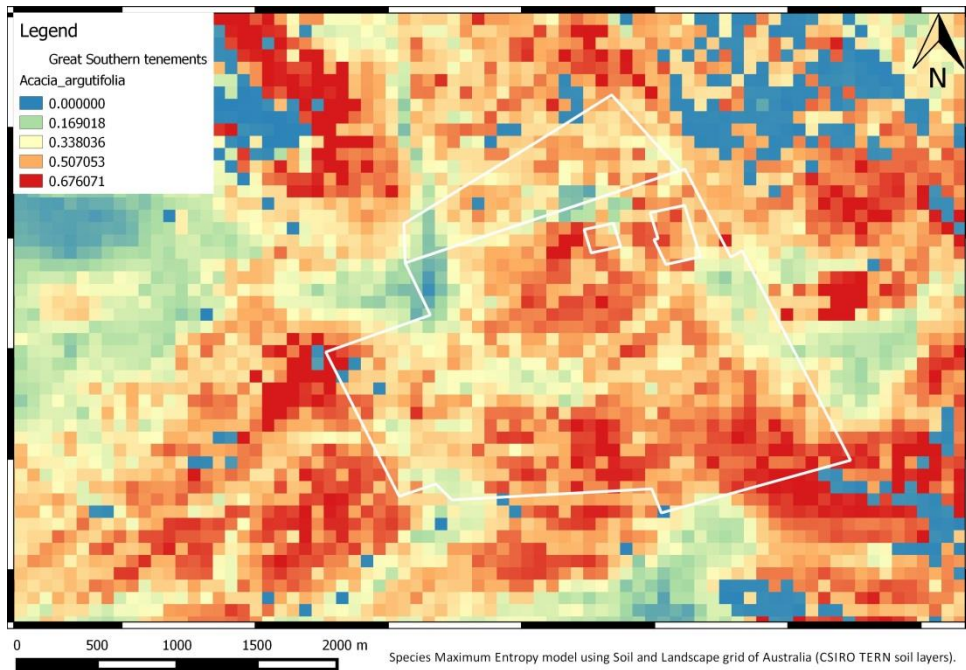 Legend
Great Southern tenements
Acacia_argutifolia
0.000000
0.169018
0.338036
0.507053
0.676071
N
0 500 1000 1500 2000 m
Species Maximum Entropy model using Soil and Landscape grid of Australia (CSIRO TERN soil layers).